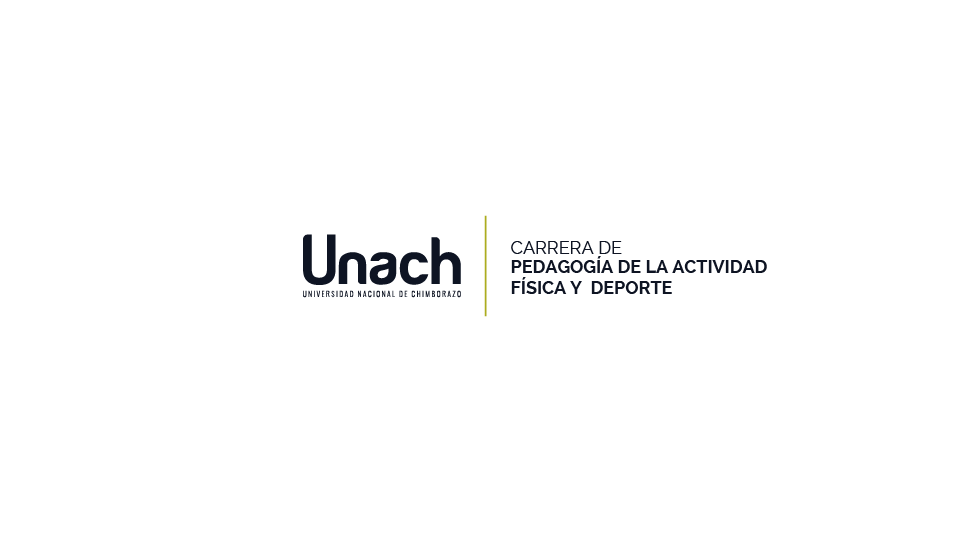 Unach
UNIVERSIDAD NACIONAL DE CHIMBORAZO
CARRERA DE
PEDAGOGÍA DE LA ACTIVIDAD
FÍSICA Y DEPORTE